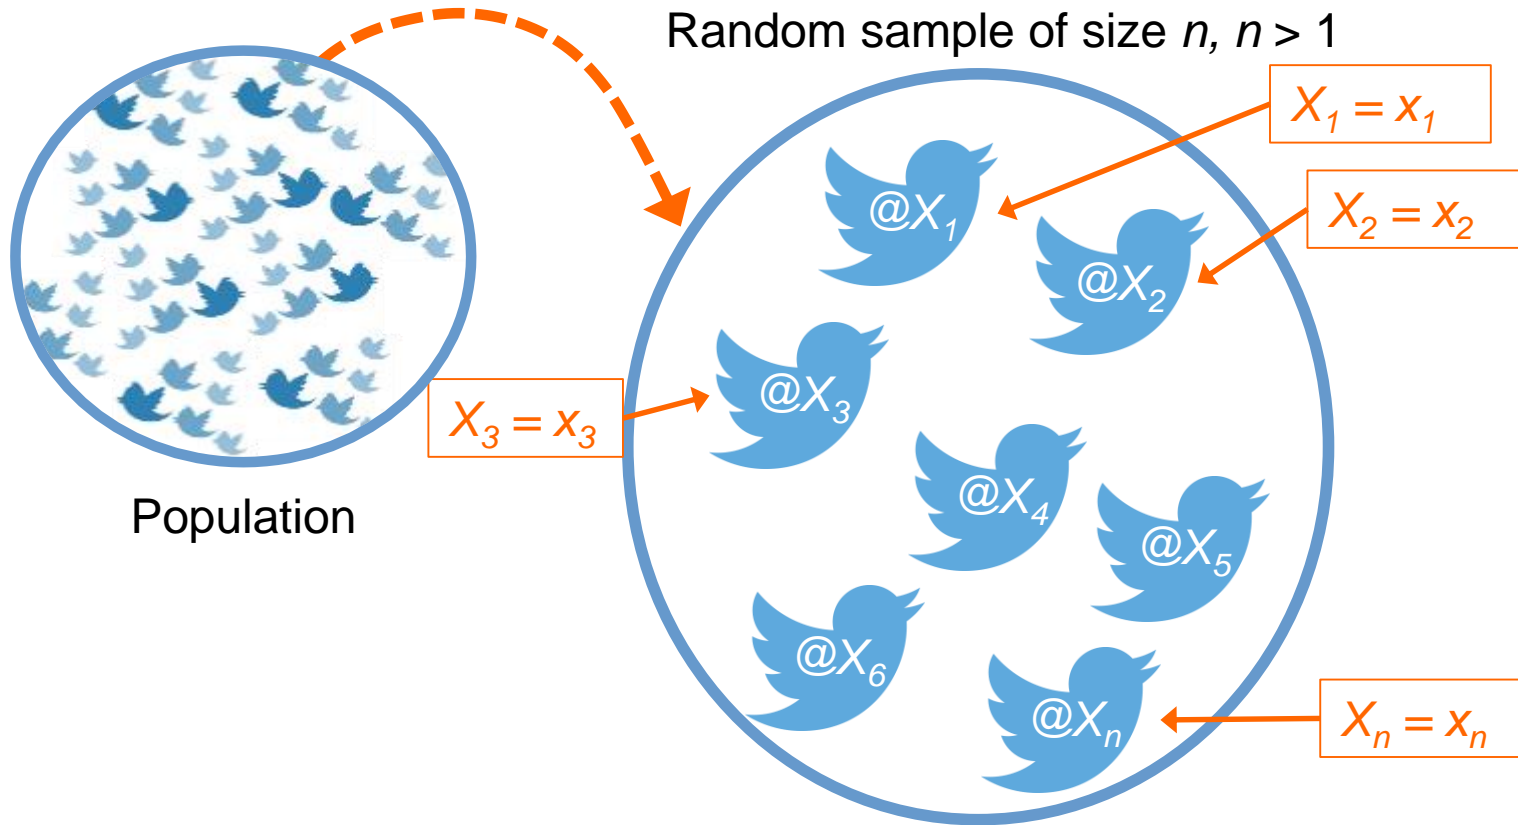 Random sample of size n, n > 1
X₁ = x₁
@X₁
X₂ = x₂
@X₂
@X₃
X₃ = x₃
@X₄
Population
@X₅
@X₆
@Xₙ
Xₙ = xₙ